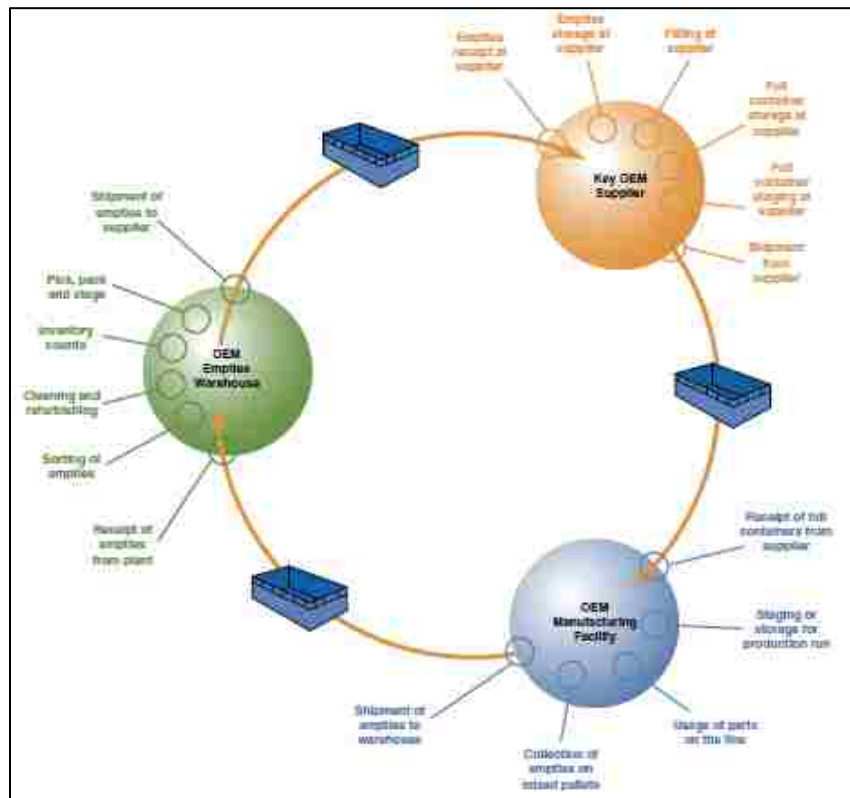 Empties
receipt at
supplier
Empties
storage at
supplier
Filling at
supplier
Full
container
storage at
supplier
Full
container
staging at
supplier
Shipment
from
supplier
Key OEM
Supplier
Shipment of
empties to
supplier
Pick, pack
and stage
Inventory
counts
Cleaning and
refurbishing
Sorting of
empties
Receipt of
empties
from plant
OEM
Empties
Warehouse
Receipt of full
containers from
supplier
Staging or
storage for
production run
Usage of parts
on the line
Collection of
empties on
mixed pallets
Shipment of
empties to
warehouse
OEM
Manufacturing
Facility